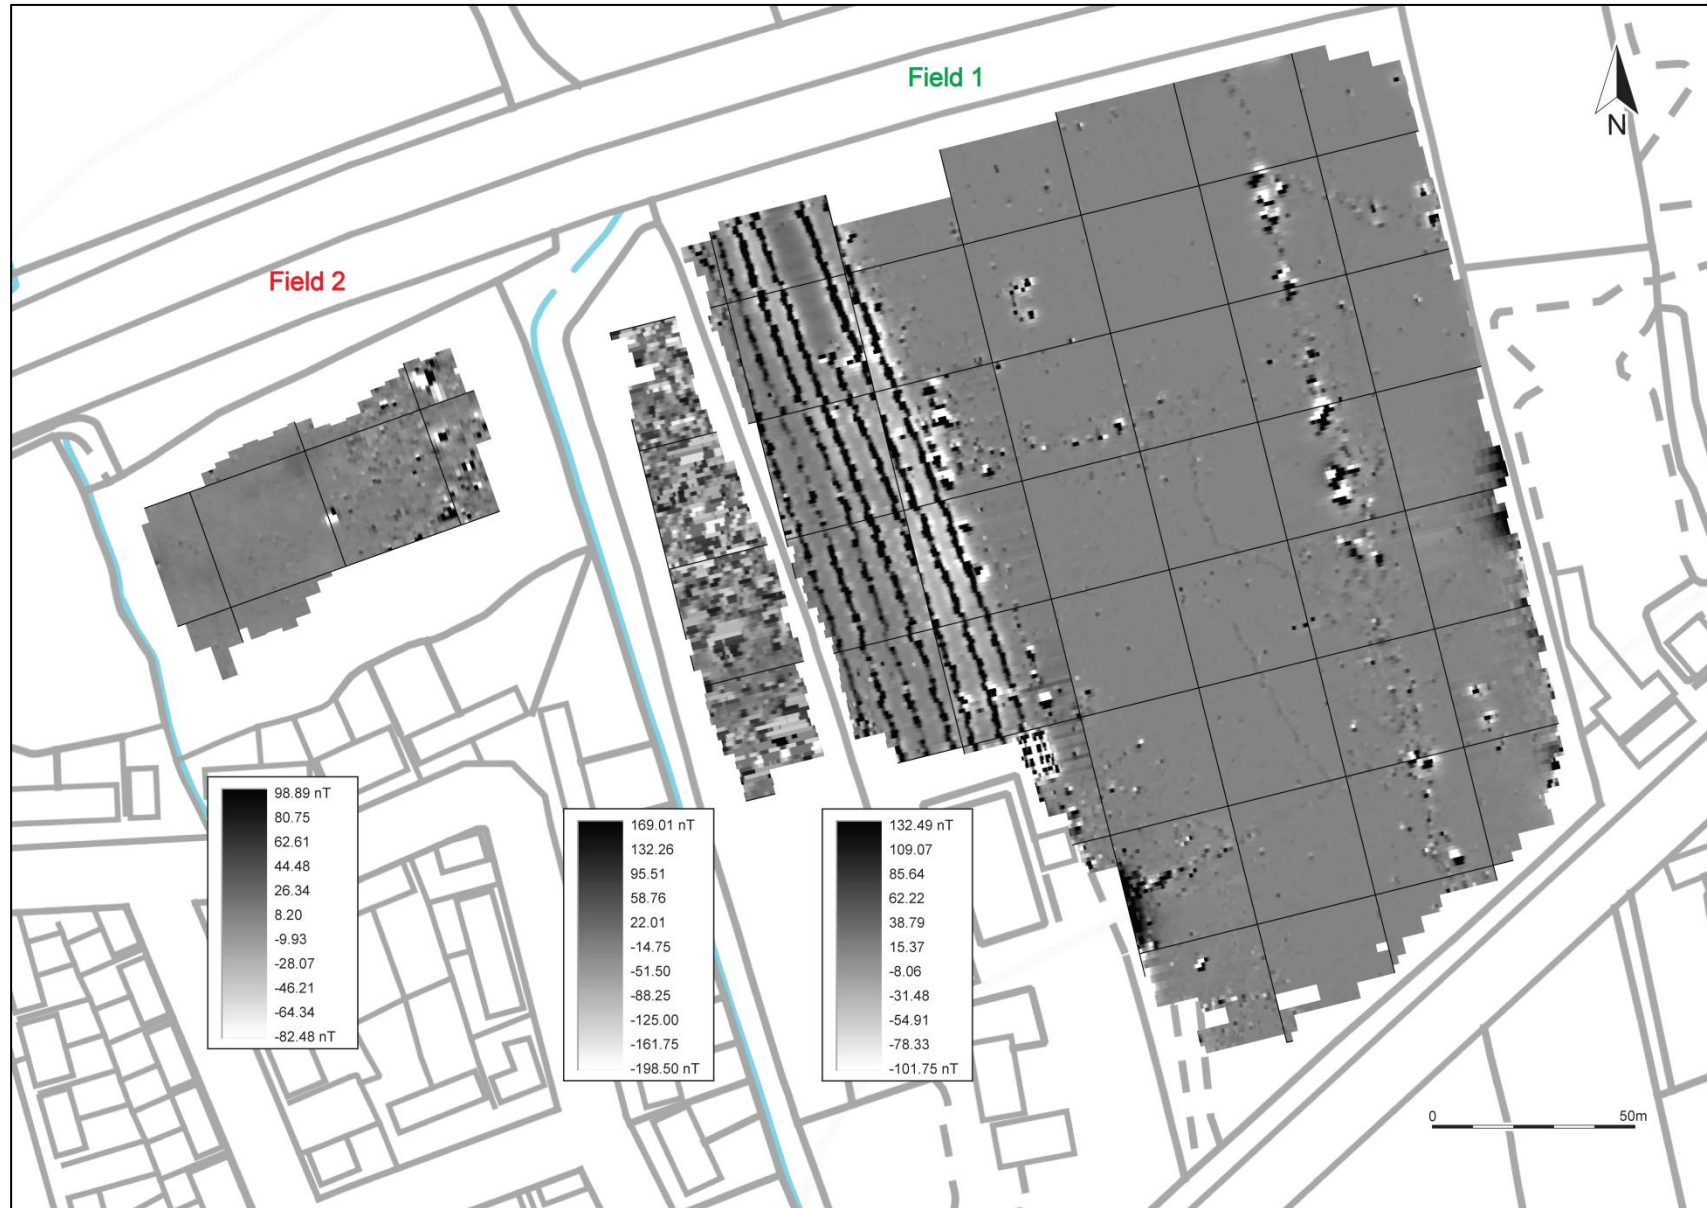 Field 1
N
Field 2
98.89 nT
80.75
62.61
44.48
26.34
8.20
-9.93
-28.07
-46.21
-64.34
-82.48 nT
169.01 nT
132.26
95.51
58.76
22.01
-14.75
-51.50
-88.25
-125.00
-161.75
-198.50 nT
132.49 nT
109.07
85.64
62.22
38.79
15.37
-8.06
-31.48
-54.91
-78.33
-101.75 nT
0 50m